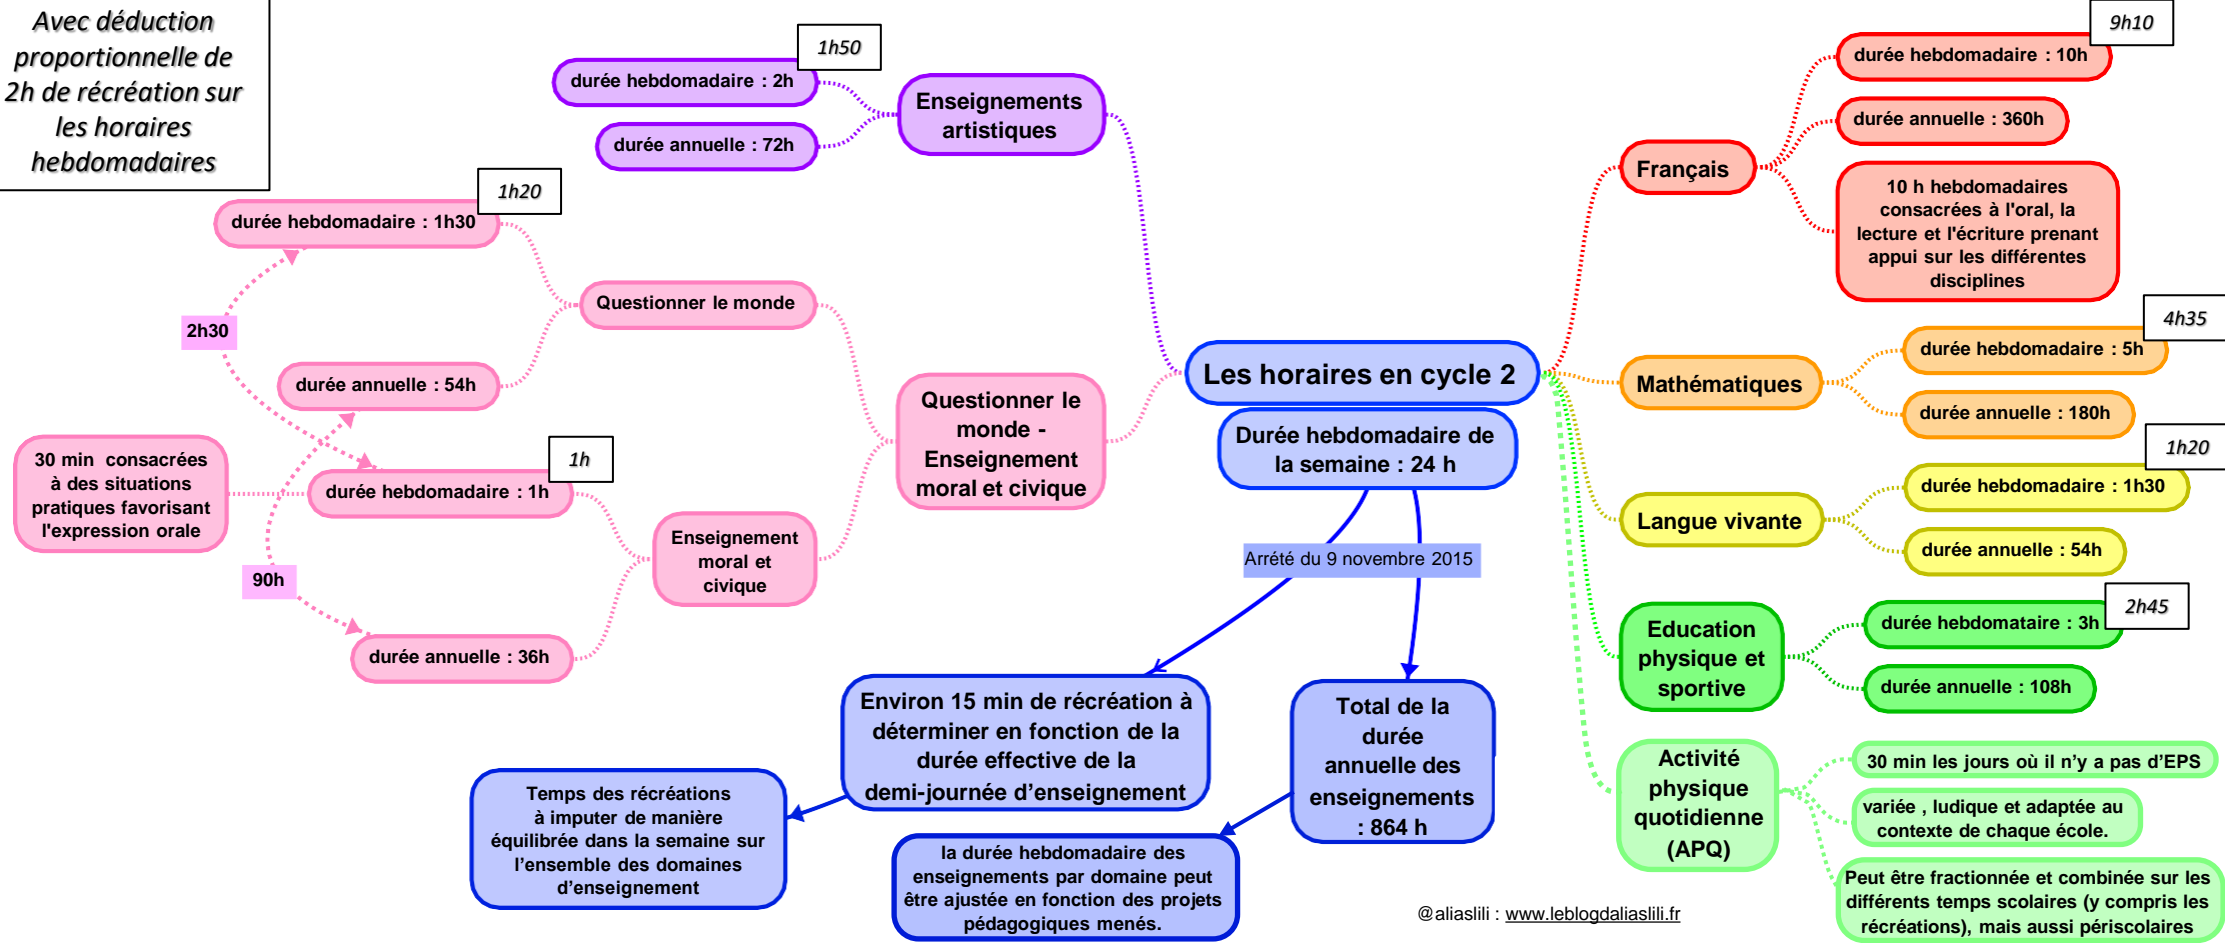 Avec déduction
proportionnelle de
2h de récréation sur
les horaires
hebdomadaires
1h50
durée hebdomadaire : 2h
durée annuelle : 72h
Enseignements
artistiques
1h20
durée hebdomadaire : 1h30
Questionner le monde
2h30
durée annuelle : 54h
30 min consacrées
à des situations
pratiques favorisant
l'expression orale
1h
durée hebdomadaire : 1h
90h
durée annuelle : 36h
Enseignement
moral et
civique
Questionner le
monde -
Enseignement
moral et civique
Les horaires en cycle 2
Durée hebdomadaire de
la semaine : 24 h
Arrété du 9 novembre 2015
Environ 15 min de récréation à
déterminer en fonction de la
durée effective de la
demi-journée d’enseignement
Temps des récréations
à imputer de manière
équilibrée dans la semaine sur
l’ensemble des domaines
d’enseignement
Total de la
durée
annuelle des
enseignements
: 864 h
la durée hebdomadaire des
enseignements par domaine peut
être ajustée en fonction des projets
pédagogiques menés.
9h10
durée hebdomadaire : 10h
durée annuelle : 360h
Français
10 h hebdomadaires
consacrées à l'oral, la
lecture et l'écriture prenant
appui sur les différentes
disciplines
4h35
durée hebdomadaire : 5h
Mathématiques
durée annuelle : 180h
1h20
durée hebdomadaire : 1h30
Langue vivante
durée annuelle : 54h
2h45
durée hebdomataire : 3h
Education
physique et
sportive
durée annuelle : 108h
Activité
physique
quotidienne
(APQ)
30 min les jours où il n’y a pas d’EPS
variée , ludique et adaptée au
contexte de chaque école.
Peut être fractionnée et combinée sur les
différents temps scolaires (y compris les
récréations), mais aussi périscolaires
@aliaslili : www.leblogdaliaslili.fr